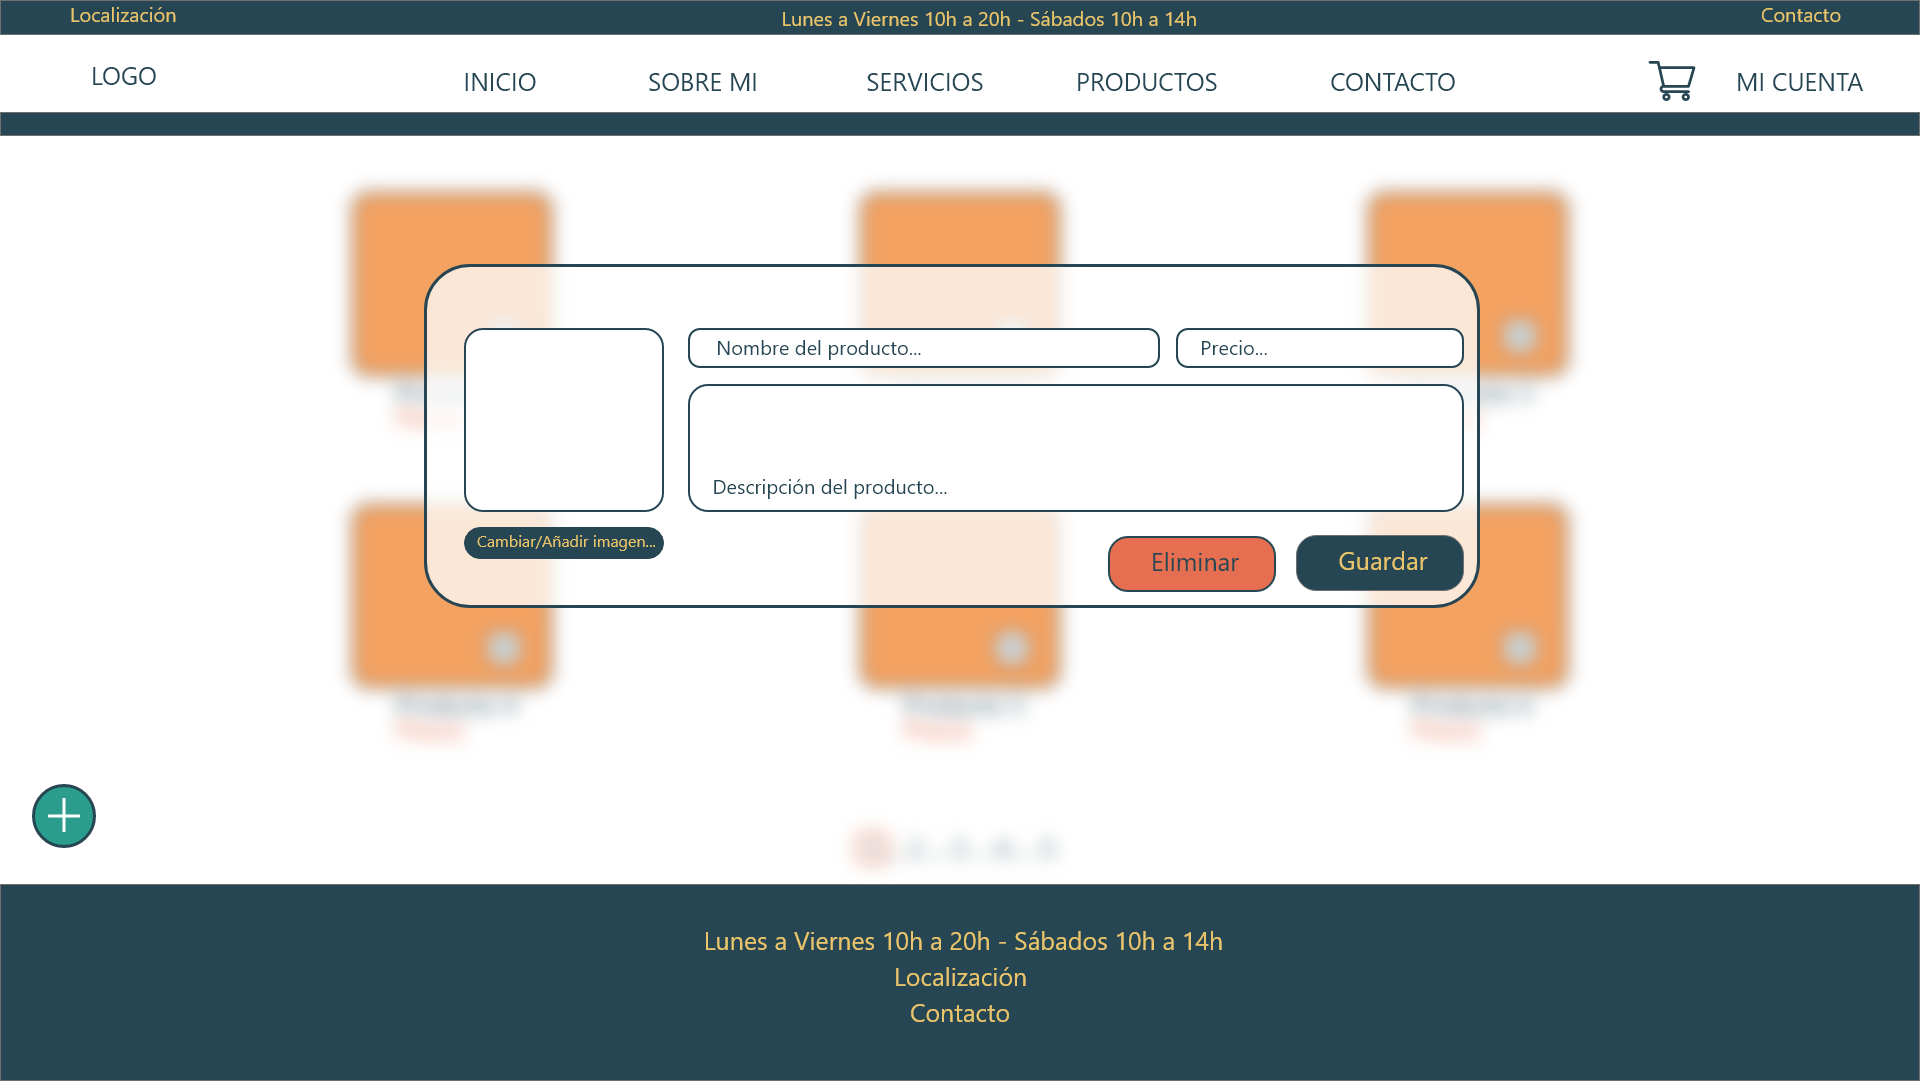 Localización
Lunes a Viernes 10h a 20h - Sábados 10h a 14h
Contacto
LOGO
INICIO
SOBRE MI
SERVICIOS
PRODUCTOS
CONTACTO
MI CUENTA
Nombre del producto...
Precio...
Descripción del producto...
Cambiar/Añadir imagen...
Eliminar
Guardar
Lunes a Viernes 10h a 20h - Sábados 10h a 14h
Localización
Contacto